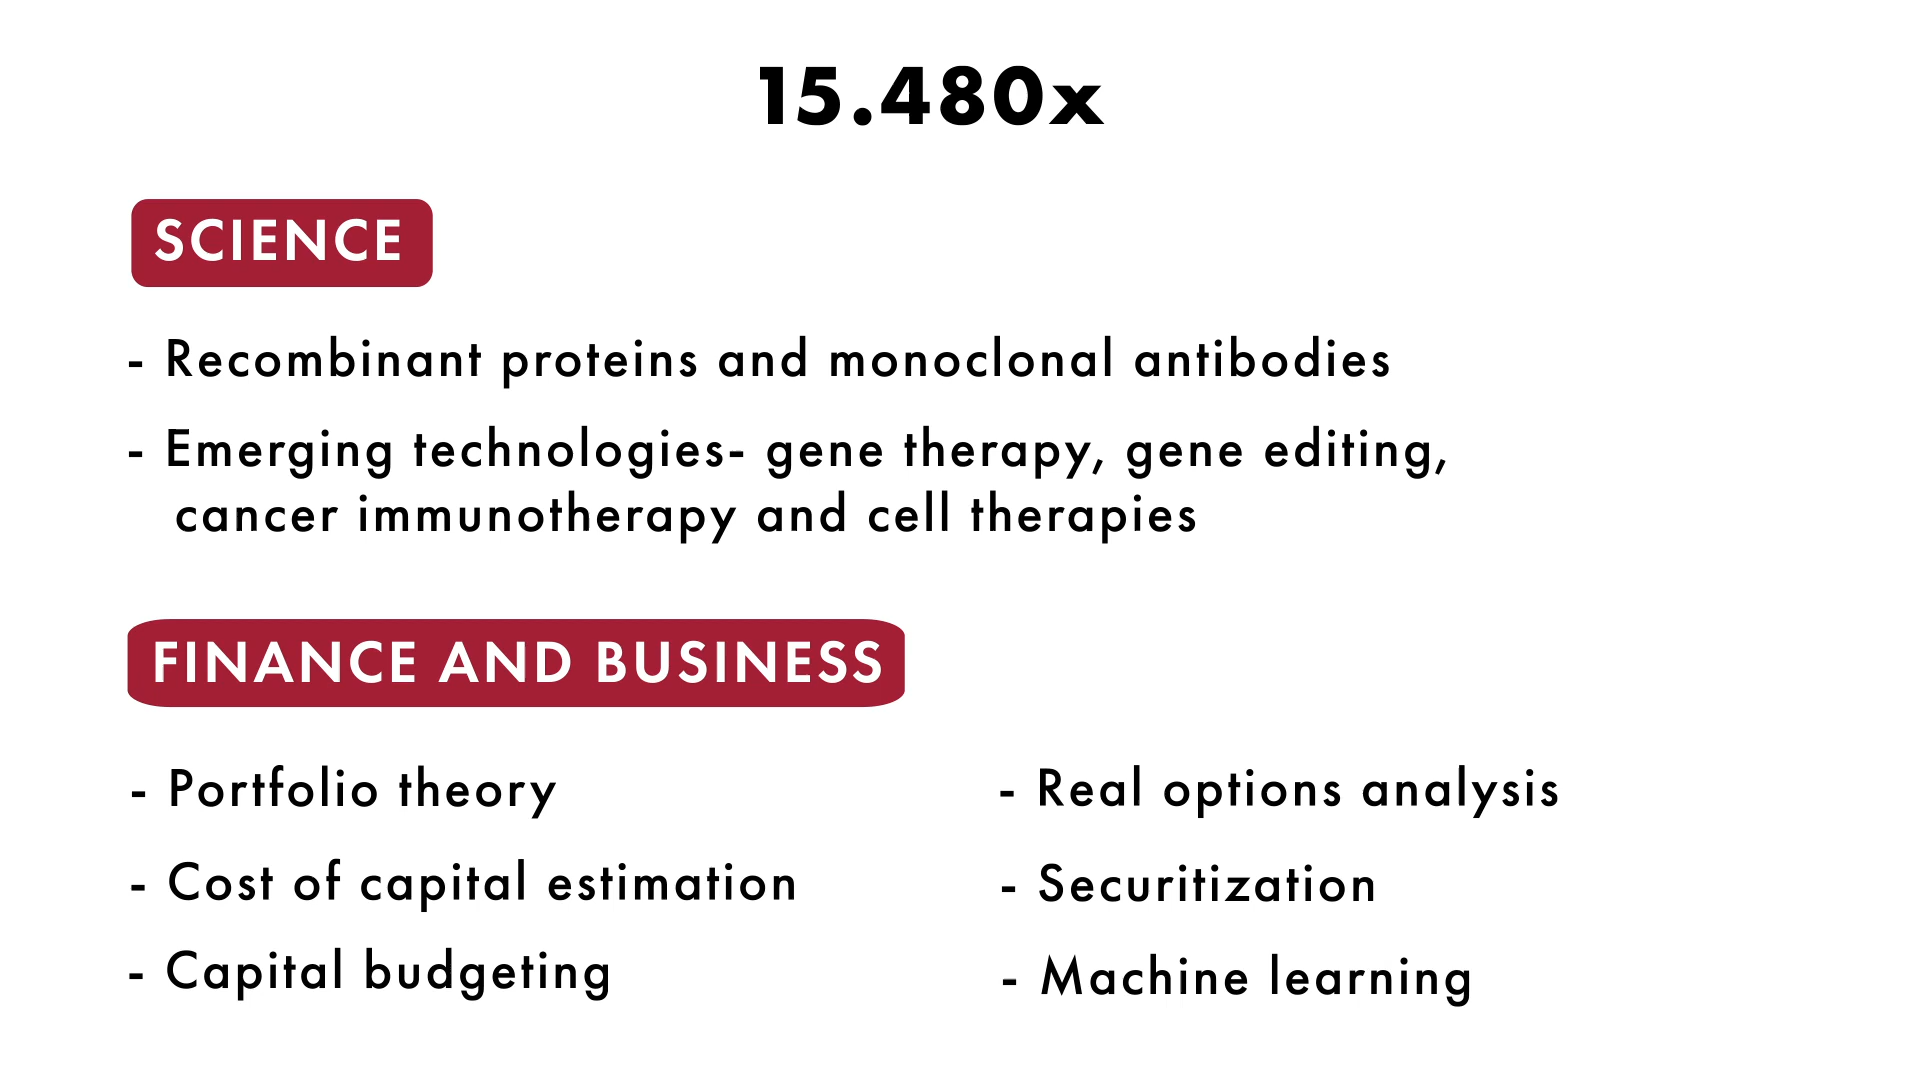 15.480x
SCIENCE
- Recombinant proteins and monoclonal antibodies
- Emerging technologies- gene therapy, gene editing,
cancer immunotherapy and cell therapies
FINANCE AND BUSINESS
- Portfolio theory
- Cost of capital estimation
- Capital budgeting
- Real options analysis
- Securitization
- Machine learning